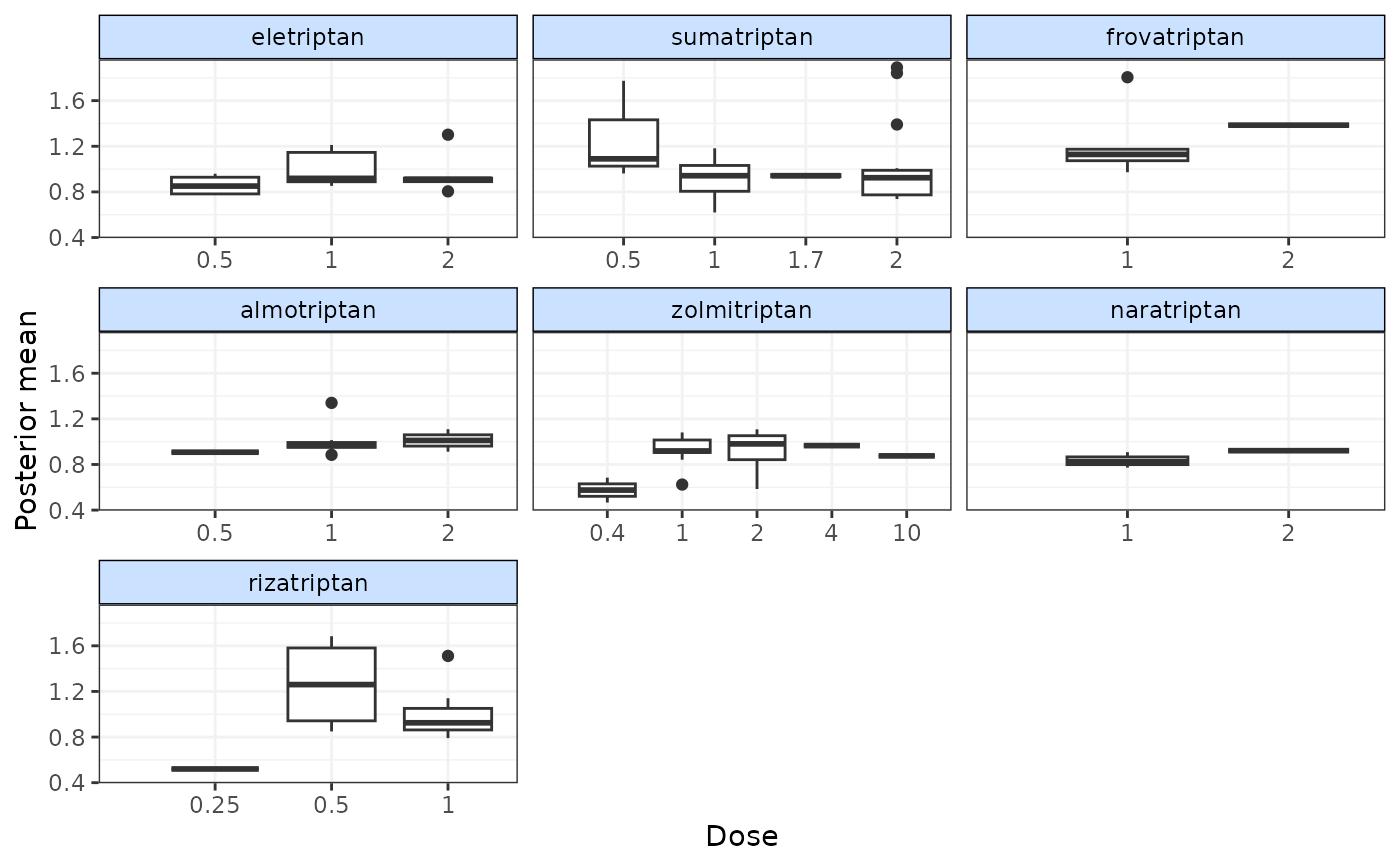 eletriptan sumatriptan frovatriptan
1.6
1.2
0.8
0.4
0.5 1 2 0.5 1 1.7 2 1 2
almotriptan zolmitriptan naratriptan
Posterior mean
1.6
1.2
0.8
0.4
0.5 1 2 0.4 1 2 4 10 1 2
rizatriptan
1.6
1.2
0.8
0.4
0.25 0.5 1
Dose